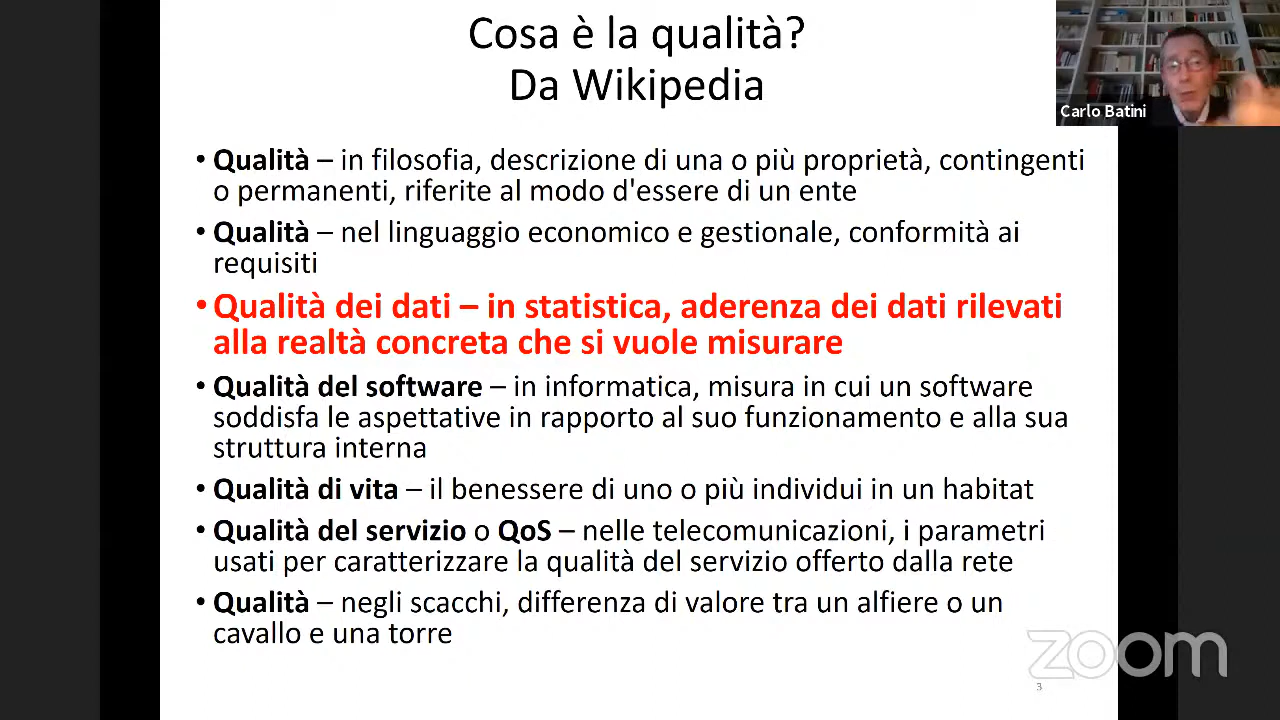 Cosa è la qualità?
Da Wikipedia
Carlo Batini
• Qualità – in filosofia, descrizione di una o più proprietà, contingenti
o permanenti, riferite al modo d'essere di un ente
• Qualità – nel linguaggio economico e gestionale, conformità ai
requisiti
• Qualità dei dati – in statistica, aderenza dei dati rilevati
alla realtà concreta che si vuole misurare
• Qualità del software – in informatica, misura in cui un software
soddisfa le aspettative in rapporto al suo funzionamento e alla sua
struttura interna
• Qualità di vita – il benessere di uno o più individui in un habitat
• Qualità del servizio o QoS – nelle telecomunicazioni, i parametri
usati per caratterizzare la qualità del servizio offerto dalla rete
• Qualità – negli scacchi, differenza di valore tra un alfiere o un
cavallo e una torre
zoom
3